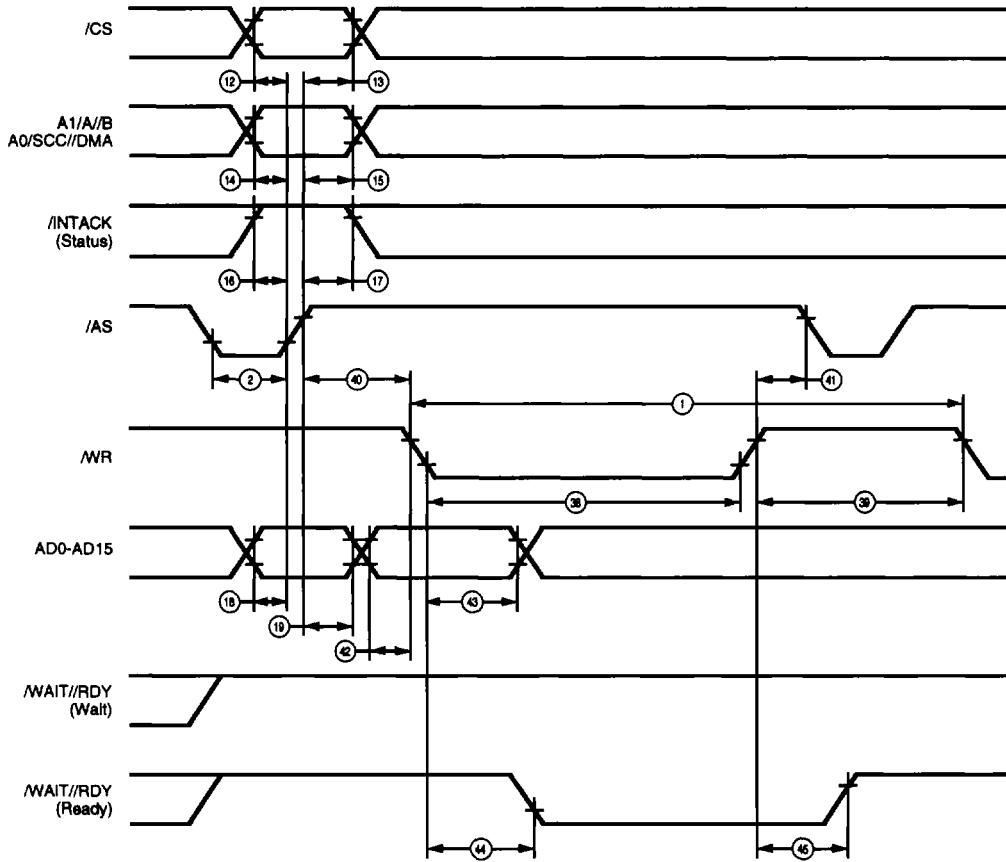 /CS
12
13
A1/A//B
A0/SCC//DMA
14
15
/INTACK
(Status)
16
17
/AS
2
40
41
1
/WR
38
39
AD0-AD15
18
43
19
42
/WAIT//RDY
(Wait)
/WAIT//RDY
(Ready)
44
45